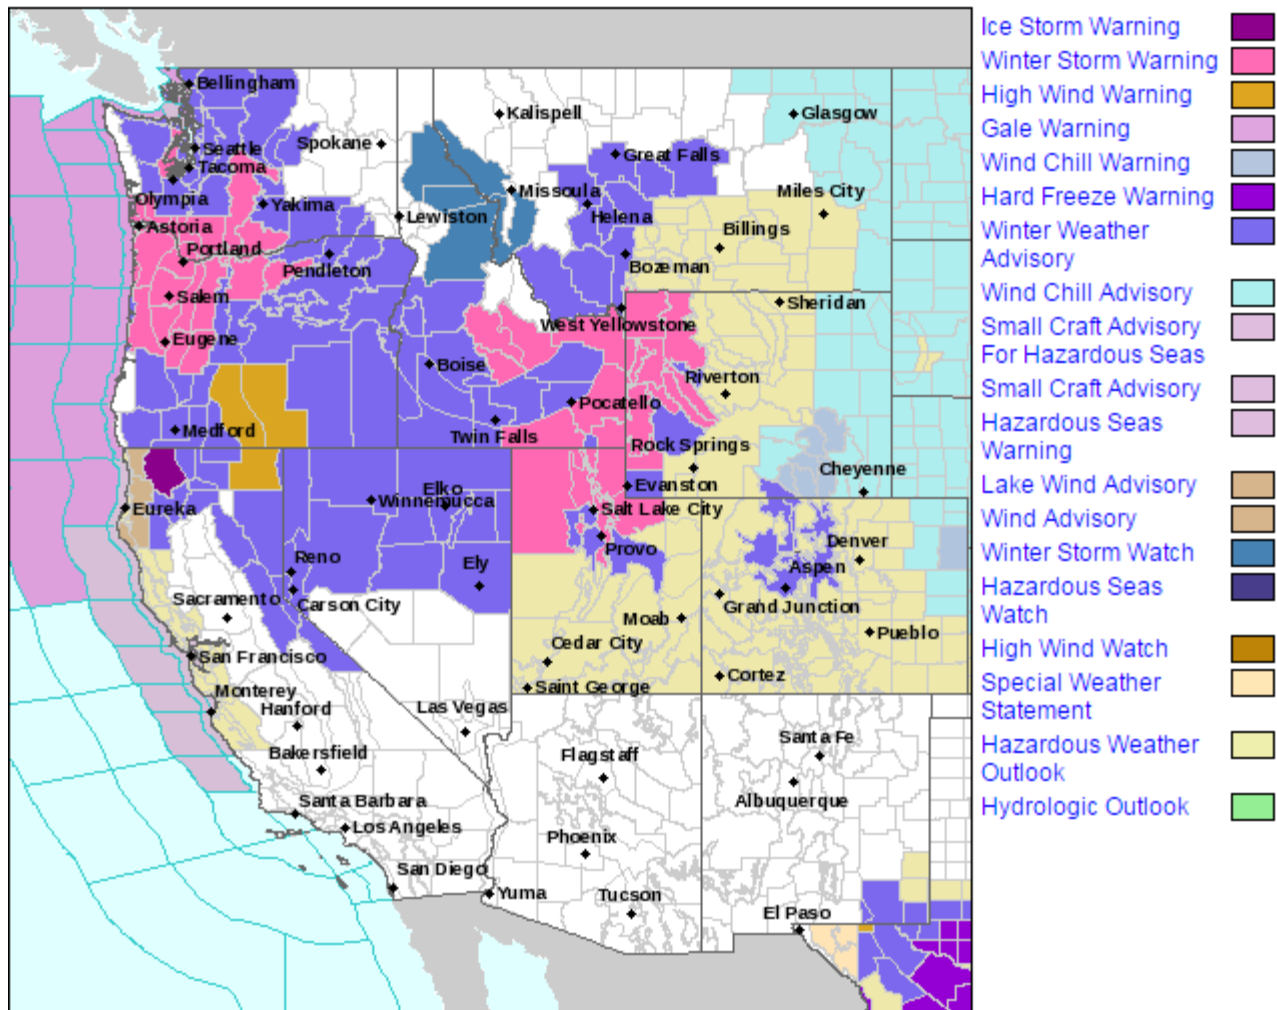 Bellingham
Kalispell
Glasgow
Spokane
Seattle
Great Falls
Tacoma
Missoula
Miles City
Olympia
Yakima
Lewiston
Helena
Astoria
Billings
Portland
Pendleton
Bozeman
Salem
Sheridan
West Yellowstone
Eugene
Boise
Riverton
Pocatello
Medford
Twin Falls
Rock Springs
Cheyenne
Elko
Evanston
Winnemucca
Eureka
Salt Lake City
Denver
Provo
Reno
Ely
Aspen
Sacramento
Carson City
Grand Junction
Moab
Pueblo
Cedar City
San Francisco
Cortez
Saint George
Monterey
Hanford
Las Vegas
Santa Fe
Bakersfield
Flagstaff
Santa Barbara
Albuquerque
Los Angeles
Phoenix
San Diego
Yuma
Tucson
El Paso
Ice Storm Warning
Winter Storm Warning
High Wind Warning
Gale Warning
Wind Chill Warning
Hard Freeze Warning
Winter Weather
Advisory
Wind Chill Advisory
Small Craft Advisory
For Hazardous Seas
Small Craft Advisory
Hazardous Seas
Warning
Lake Wind Advisory
Wind Advisory
Winter Storm Watch
Hazardous Seas
Watch
High Wind Watch
Special Weather
Statement
Hazardous Weather
Outlook
Hydrologic Outlook